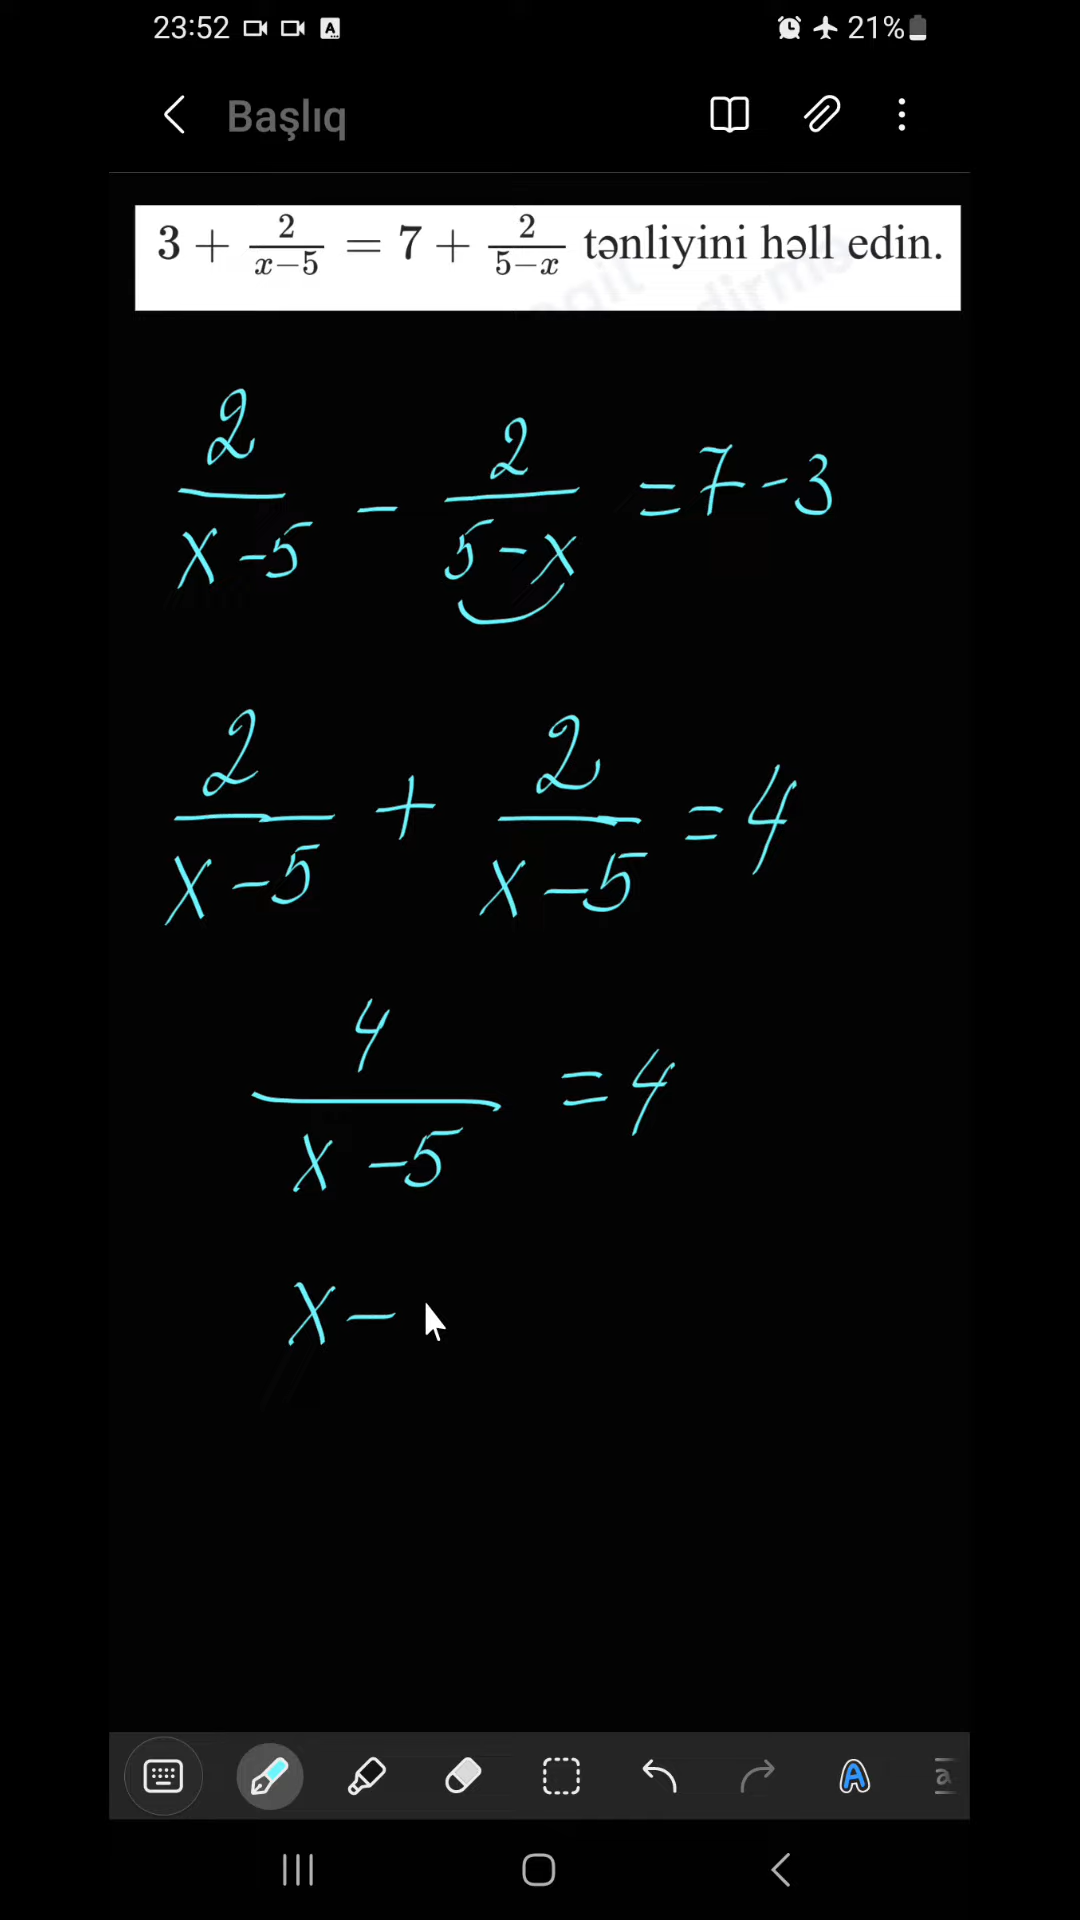 23:52 21%
Başlıq
3 + 2/(x−5) = 7 + 2/(5−x) tənliyini həll edin.
2/(x−5) − 2/(5−x) = 7−3
2/(x−5) + 2/(x−5) = 4
4/(x−5) = 4
x −